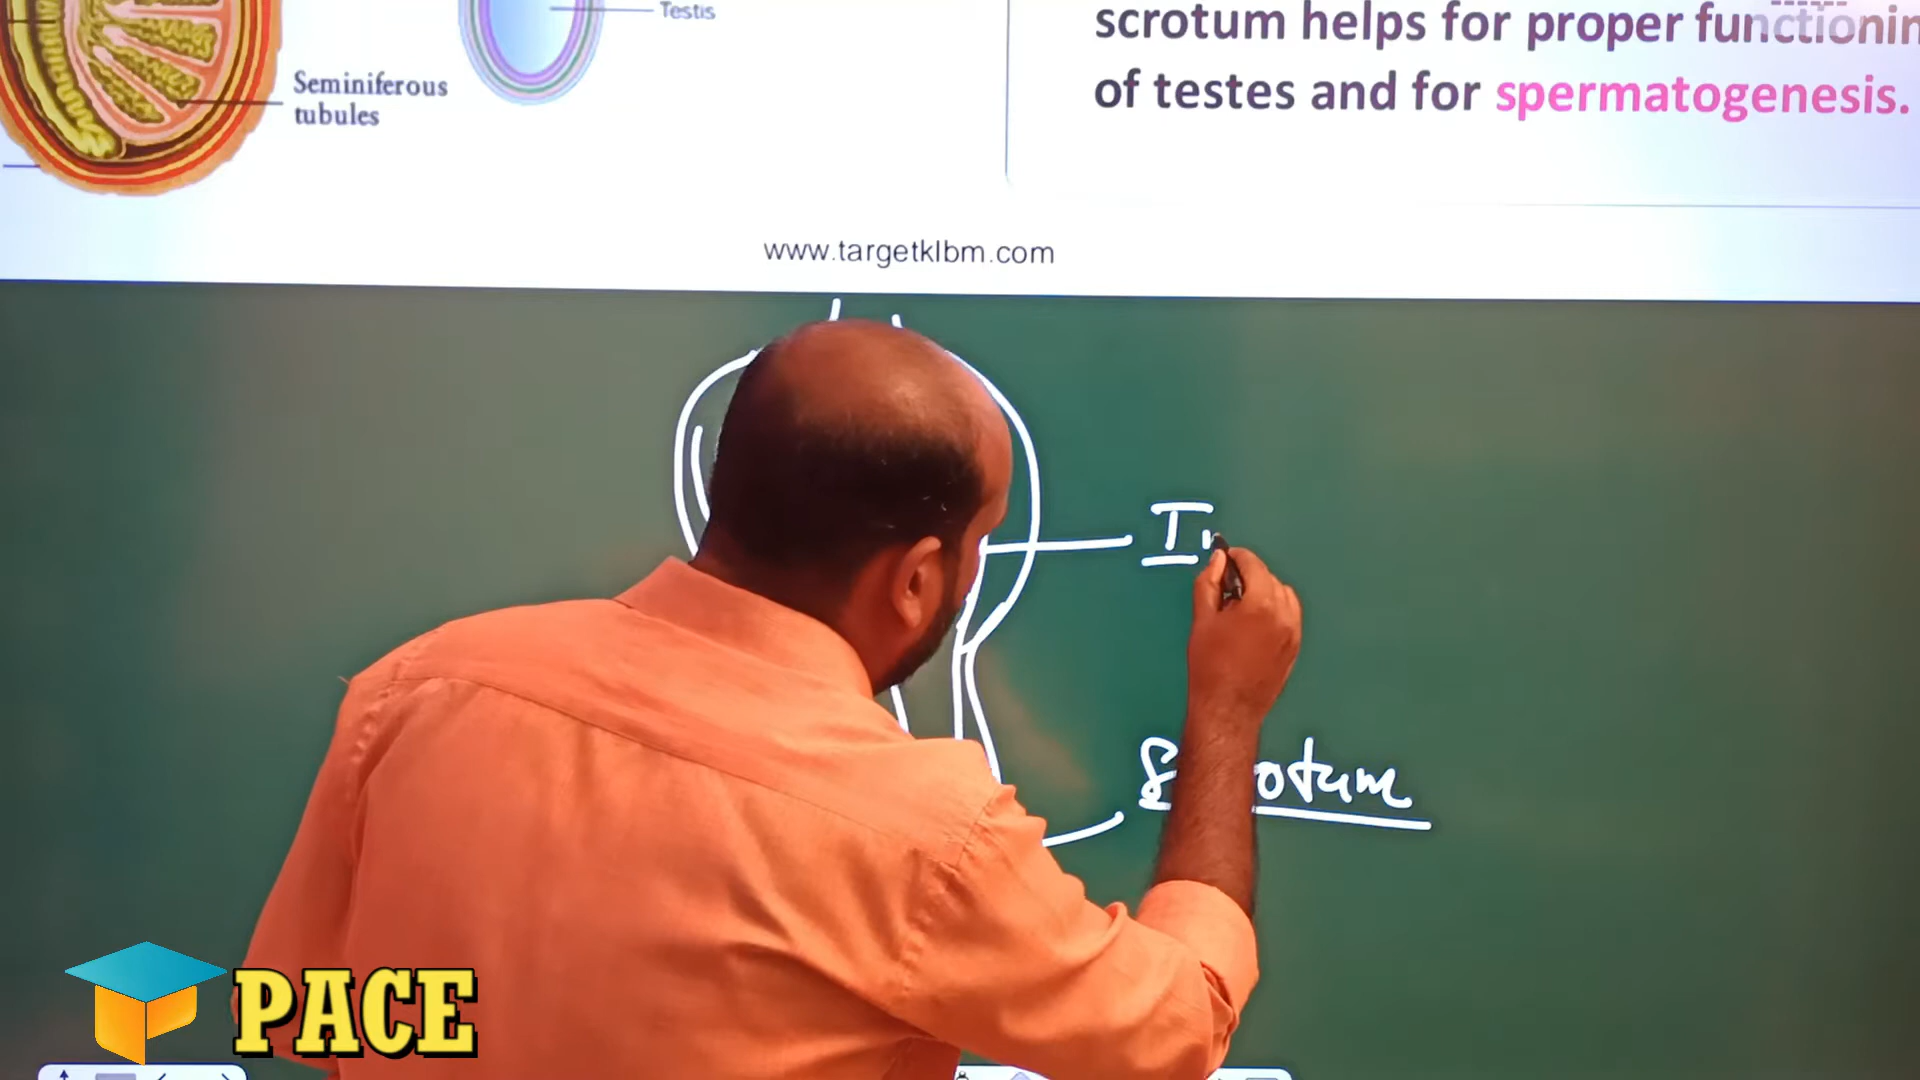 Testis
Seminiferous
tubules
scrotum helps for proper functionin
of testes and for spermatogenesis.
www.targetklbm.com
I
PACE